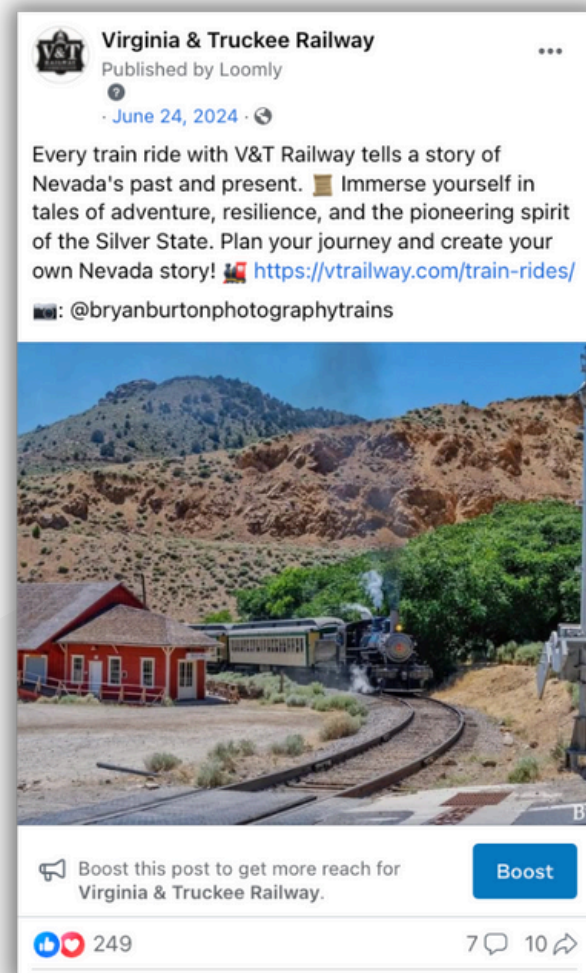 V&T
RAILWAY
Virginia & Truckee Railway
Published by Loomly
· June 24, 2024 ·
Every train ride with V&T Railway tells a story of
Nevada's past and present. 📜 Immerse yourself in
tales of adventure, resilience, and the pioneering spirit
of the Silver State. Plan your journey and create your
own Nevada story! 🚂 https://vtrailway.com/train-rides/
📷: @bryanburtonphotographytrains
Boost this post to get more reach for
Virginia & Truckee Railway.
Boost
249
7
10